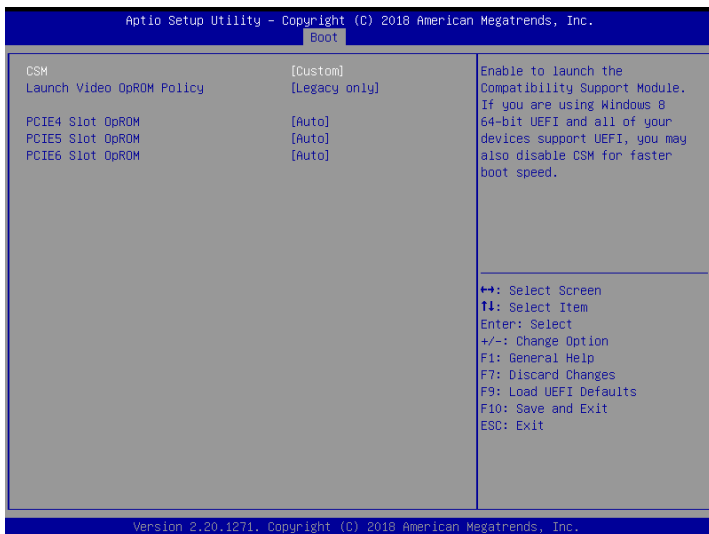 Aptio Setup Utility – Copyright (C) 2018 American Megatrends, Inc.
Boot
CSM [Custom]
Launch Video OpROM Policy [Legacy only]
PCIE4 Slot OpROM [Auto]
PCIE5 Slot OpROM [Auto]
PCIE6 Slot OpROM [Auto]
Enable to launch the
Compatibility Support Module.
If you are using Windows 8
64-bit UEFI and all of your
devices support UEFI, you may
also disable CSM for faster
boot speed.
↔: Select Screen
↑↓: Select Item
Enter: Select
+/-: Change Option
F1: General Help
F7: Discard Changes
F9: Load UEFI Defaults
F10: Save and Exit
ESC: Exit
Version 2.20.1271. Copyright (C) 2018 American Megatrends, Inc.